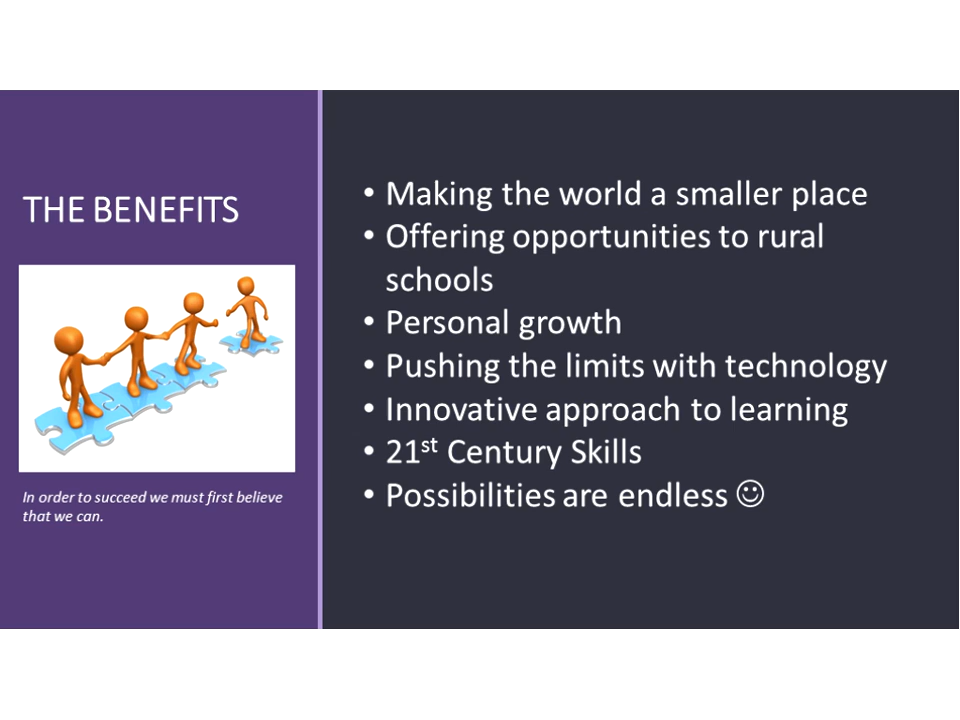 THE BENEFITS
In order to succeed we must first believe
that we can.
• Making the world a smaller place
• Offering opportunities to rural
schools
• Personal growth
• Pushing the limits with technology
• Innovative approach to learning
• 21st Century Skills
• Possibilities are endless ☺